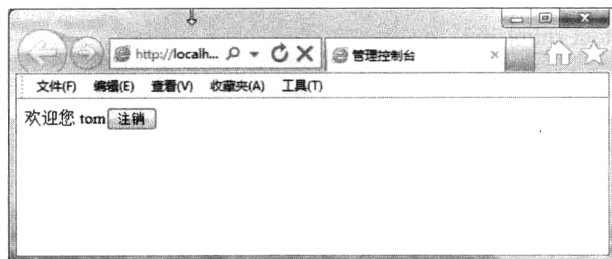 http://localh...
管理控制台
文件(F) 编辑(E) 查看(V) 收藏夹(A) 工具(T)
欢迎您 tom 注销